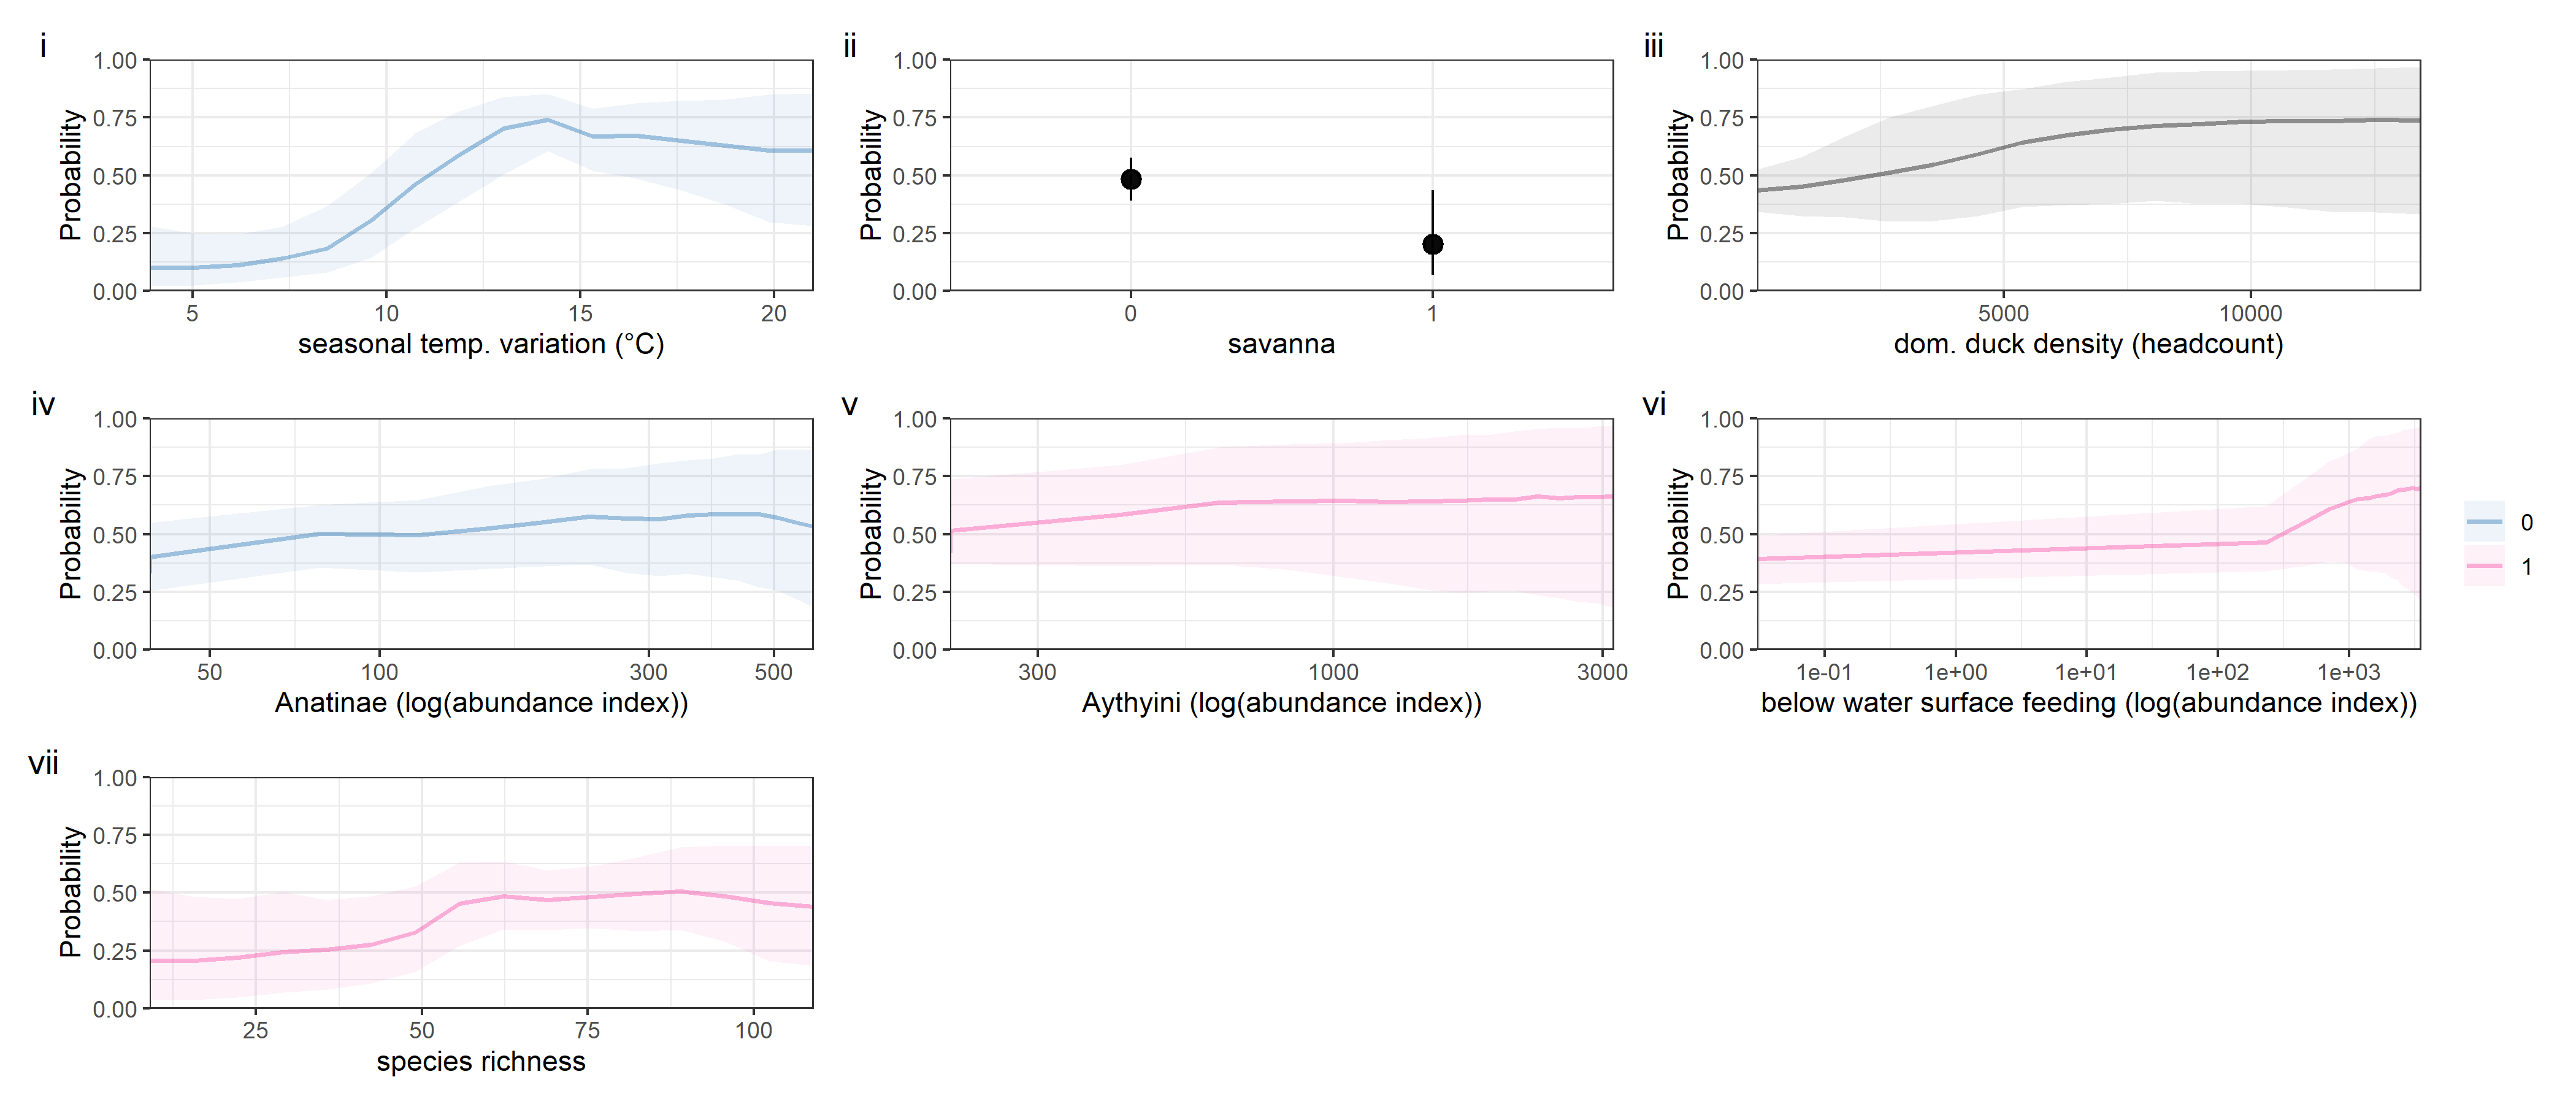 i
1.00
0.75
0.50
0.25
0.00
Probability
5 10 15 20
seasonal temp. variation (°C)
ii
1.00
0.75
0.50
0.25
0.00
Probability
0 1
savanna
iii
1.00
0.75
0.50
0.25
0.00
Probability
5000 10000
dom. duck density (headcount)
iv
1.00
0.75
0.50
0.25
0.00
Probability
50 100 300 500
Anatinae (log(abundance index))
v
1.00
0.75
0.50
0.25
0.00
Probability
300 1000 3000
Aythyini (log(abundance index))
vi
1.00
0.75
0.50
0.25
0.00
Probability
1e-01 1e+00 1e+01 1e+02 1e+03
below water surface feeding (log(abundance index))
0
1
vii
1.00
0.75
0.50
0.25
0.00
Probability
25 50 75 100
species richness